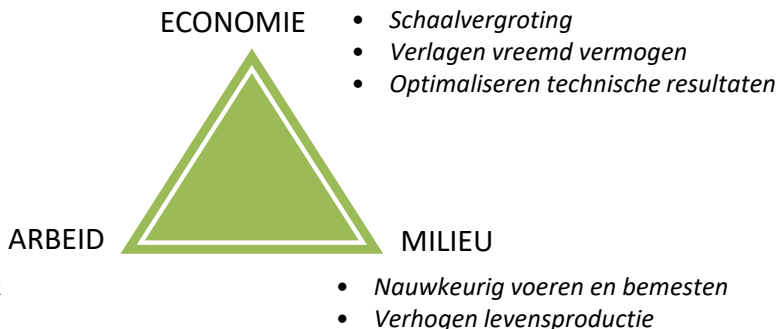 ECONOMIE
• Schaalvergroting
• Verlagen vreemd vermogen
• Optimaliseren technische resultaten
ARBEID
MILIEU
• Nauwkeurig voeren en bemesten
• Verhogen levensproductie